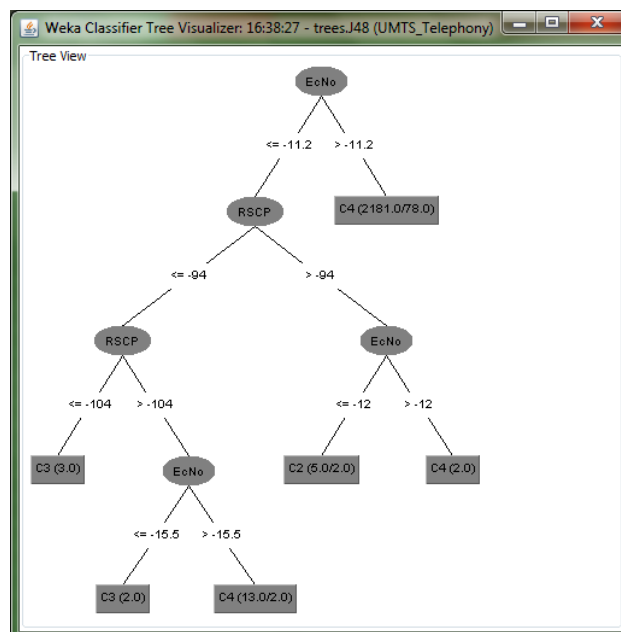 Weka Classifier Tree Visualizer: 16:38:27 - trees.J48 (UMTS_Telephony)
Tree View
EcNo
<= -11.2 > -11.2
RSCP C4 (2181.0/78.0)
<= -94 > -94
RSCP EcNo
<= -104 > -104 <= -12 > -12
C3 (3.0) EcNo C2 (5.0/2.0) C4 (2.0)
<= -15.5 > -15.5
C3 (2.0) C4 (13.0/2.0)